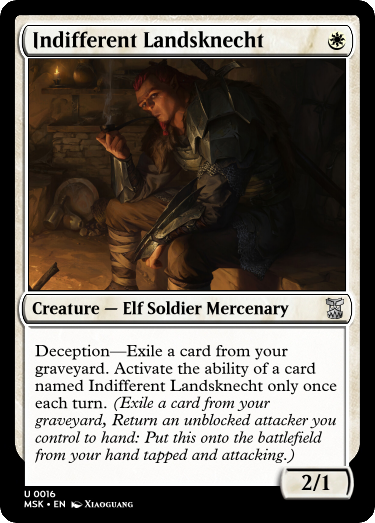 Indifferent Landsknecht
Creature — Elf Soldier Mercenary
Deception—Exile a card from your
graveyard. Activate the ability of a card
named Indifferent Landsknecht only once
each turn. (Exile a card from your
graveyard, Return an unblocked attacker you
control to hand: Put this onto the battlefield
from your hand tapped and attacking.)
2/1
U 0016
MSK • EN XIAOGUANG